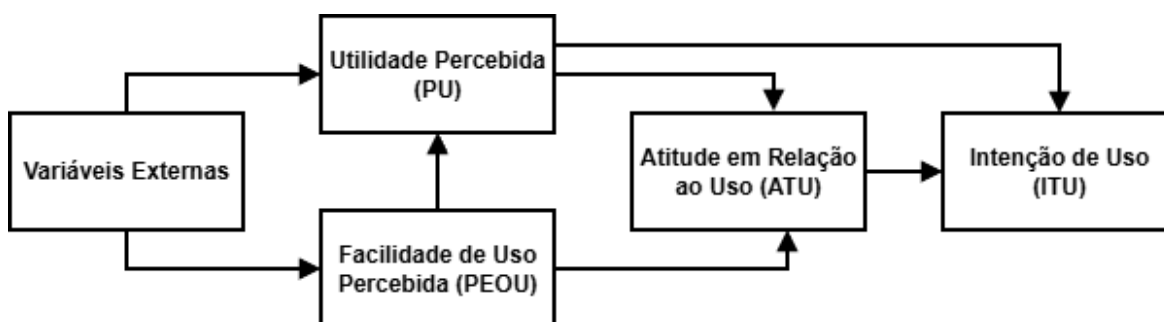 Utilidade Percebida
(PU)
Variáveis Externas
Atitude em Relação
ao Uso (ATU)
Intenção de Uso
(ITU)
Facilidade de Uso
Percebida (PEOU)